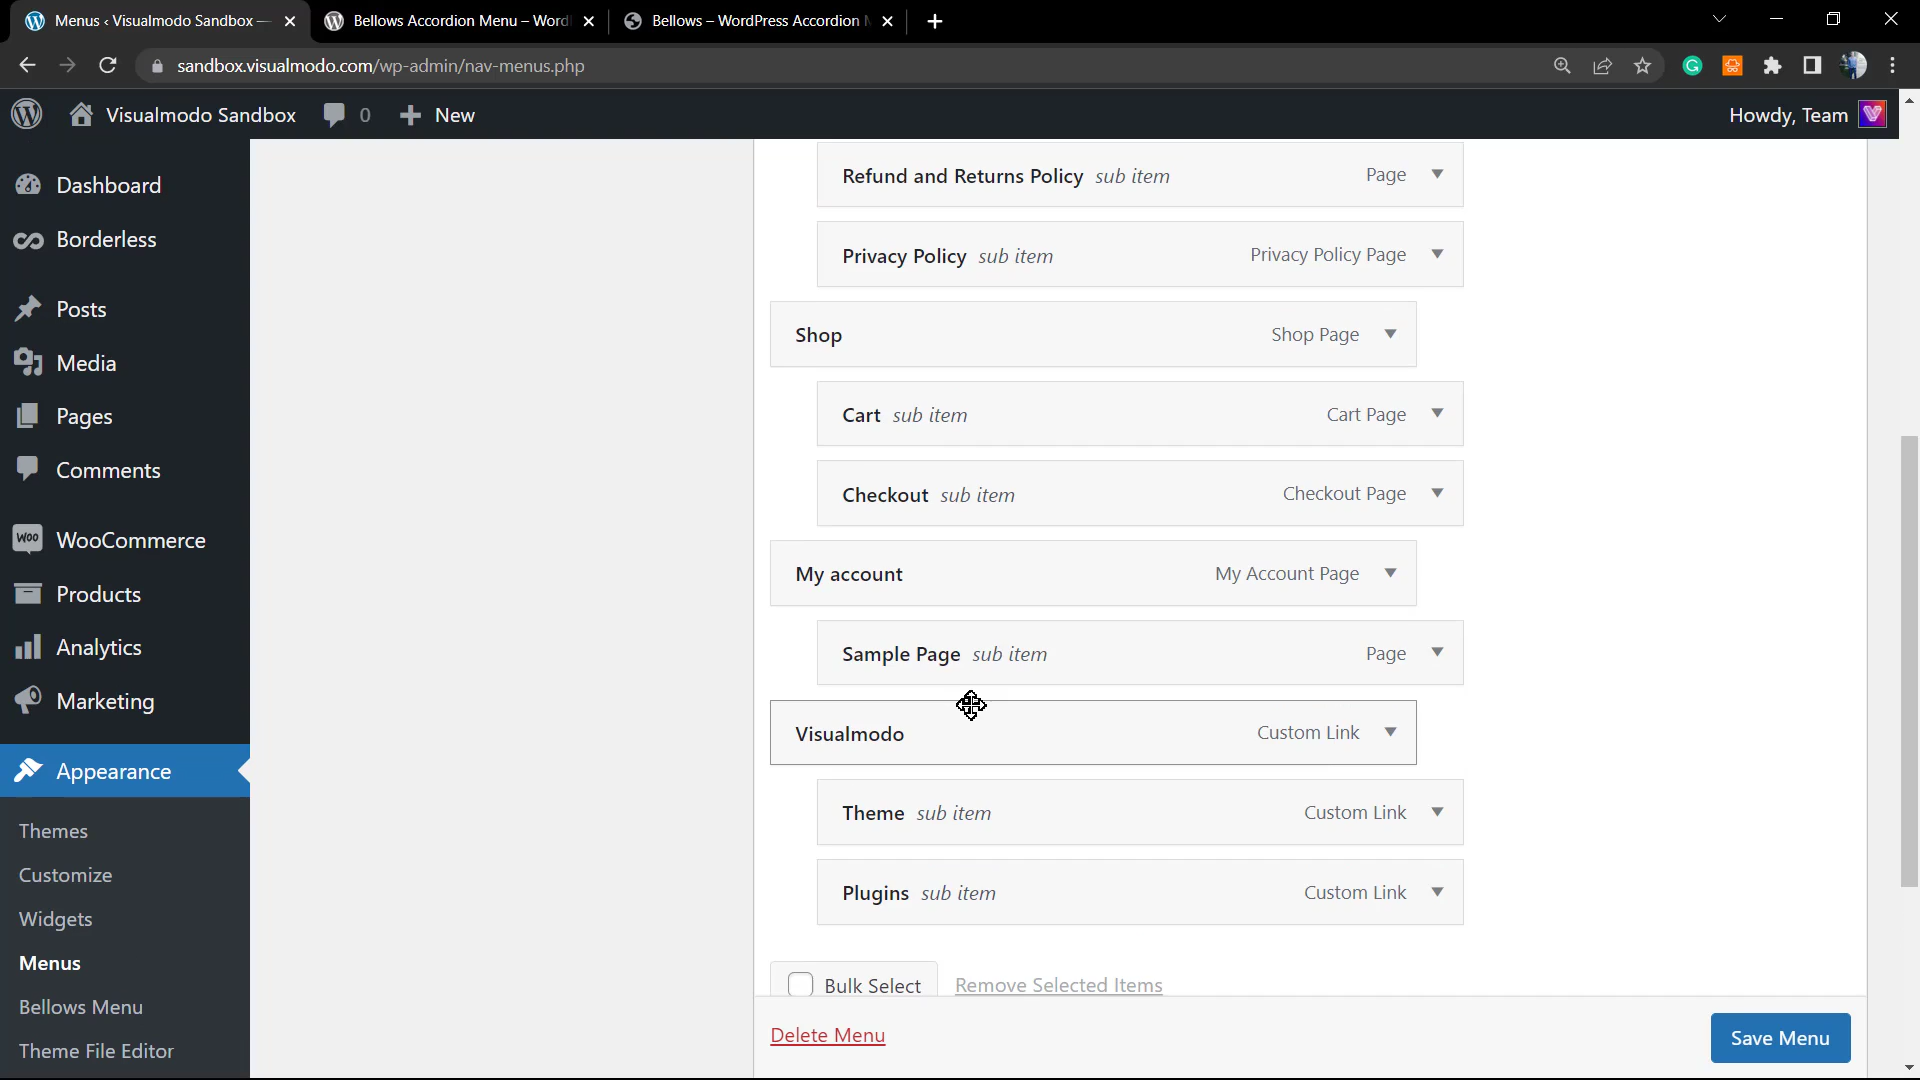 Menus ‹ Visualmodo Sandbox —
Bellows Accordion Menu – Word
Bellows – WordPress Accordion
sandbox.visualmodo.com/wp-admin/nav-menus.php
Visualmodo Sandbox
0
New
Howdy, Team
Dashboard
Borderless
Posts
Media
Pages
Comments
Woo
WooCommerce
Products
Analytics
Marketing
Appearance
Themes
Customize
Widgets
Menus
Bellows Menu
Theme File Editor
Refund and Returns Policy sub item Page
Privacy Policy sub item Privacy Policy Page
Shop Shop Page
Cart sub item Cart Page
Checkout sub item Checkout Page
My account My Account Page
Sample Page sub item Page
Visualmodo Custom Link
Theme sub item Custom Link
Plugins sub item Custom Link
Bulk Select Remove Selected Items
Delete Menu
Save Menu